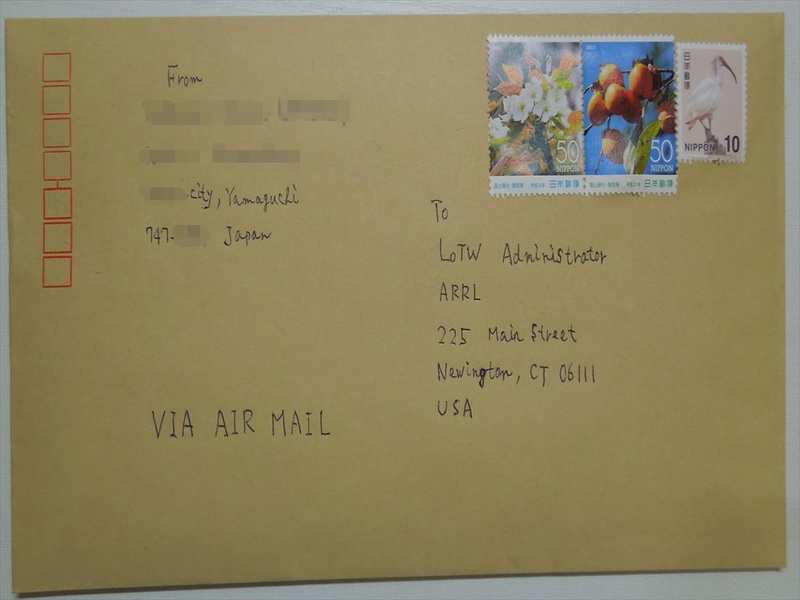 From
city, Yamaguchi
747- Japan
To
LoTW Administrator
ARRL
225 Main Street
Newington, CT 06111
USA
VIA AIR MAIL
50
NIPPON
日本郵便
50
NIPPON
日本郵便
日本郵便
NIPPON 10